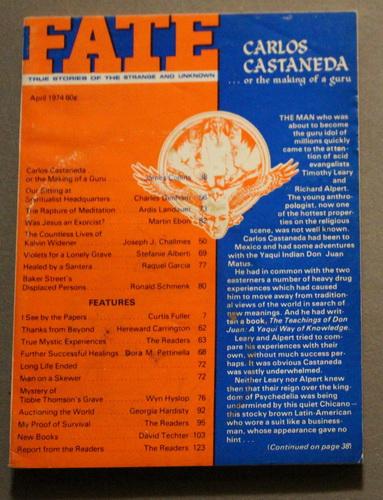 FATE
TRUE STORIES OF THE STRANGE AND UNKNOWN
April 1974 60¢
CARLOS
CASTANEDA
... or the making of a guru
Carlos Castaneda
or the Making of a Guru James Collins 38
Our Sitting at
Spiritualist Headquarters Charles
The Rapture of Meditation Ardis
Was Jesus an Exorcist? Martin Ebon
The Countless Lives of
Kalvin Widener Joseph J. Challmes 50
Violets for a Lonely Grave Stefanie Alberti 69
Healed by a Santera Raquel Garcia 77
Baker Street's
Displaced Persons Ronald Schmenk 80
FEATURES
I See by the Papers Curtis Fuller 7
Thanks from Beyond Hereward Carrington 62
True Mystic Experiences The Readers 63
Further Successful Healings Dora M. Pettinella 68
Long Life Ended 72
Man on a Skewer 72
Mystery of
Tibbie Thomson's Grave Wyn Hyslop 76
Auctioning the World Georgia Hardisty 92
My Proof of Survival The Readers 95
New Books David Techter 103
Report from the Readers The Readers 123
THE MAN who was
about to become
the guru idol of
millions quickly
came to the atten-
tion of acid
evangelists
Timothy Leary
and
Richard Alpert.
The young anthro-
pologist, now one
of the hottest proper-
ties on the religious
scene, was not well known.
Carlos Castaneda had been to
Mexico and had some adventures
with the Yaqui Indian Don Juan
Matus.
He had in common with the two
easterners a number of heavy drug
experiences which had caused
him to move away from tradition-
al views of the world in search of
new meanings. And he had writ-
ten a book, The Teachings of Don
Juan: A Yaqui Way of Knowledge.
Leary and Alpert tried to com-
pare his experiences with their
own, without much success per-
haps. It was obvious Castaneda
was vastly underwhelmed.
Neither Leary nor Alpert knew
then that their reign over the king-
dom of Psychedelia was being
undermined by this quiet Chicano —
this stocky brown Latin-American
who wore a suit like a business-
man, whose appearance gave no
hint . . .
(Continued on page 38)